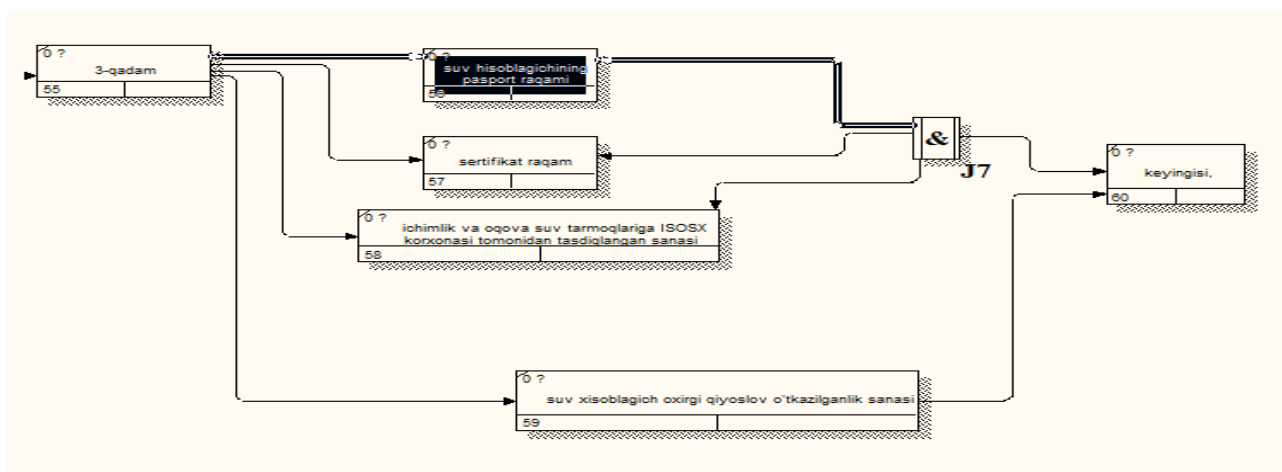 0 ?
3-qadam
55
0 ?
suv hisoblagichining
pasport raqami
56
0 ?
sertifikat raqam
57
0 ?
ichimlik va oqova suv tarmoqlariga ISOSX
korxonasi tomonidan tasdiqlangan sanasi
58
&
J7
0 ?
keyingisi,
60
0 ?
suv xisoblagich oxirgi qiyoslov o`tkazilganlik sanasi
59